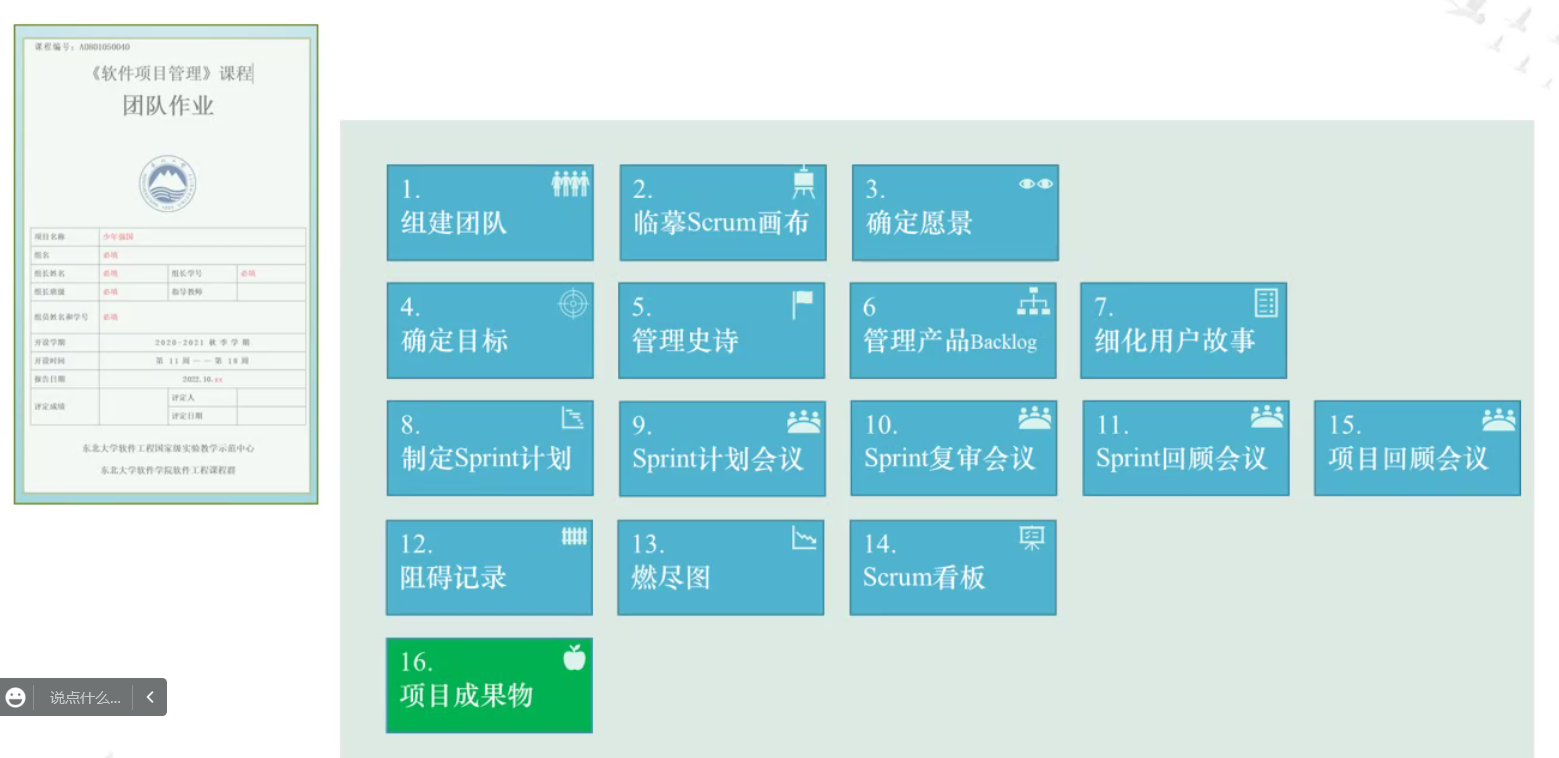 课程编号：A0801050040
《软件项目管理》课程
团队作业
项目名称 少年强国
组名 必填
组长姓名 必填 组长学号 必填
组长班级 必填 指导教师
组员姓名和学号 必填
开设学期 2020-2021 秋 季 学 期
开设时间 第 11 周 — — 第 18 周
报告日期 2022.10.xx
评定成绩 评定人
评定日期
东北大学软件工程国家级实验教学示范中心
东北大学软件学院软件工程课程群
1.
组建团队
2.
临摹Scrum画布
3.
确定愿景
4.
确定目标
5.
管理史诗
6
管理产品Backlog
7.
细化用户故事
8.
制定Sprint计划
9.
Sprint计划会议
10.
Sprint复审会议
11.
Sprint回顾会议
15.
项目回顾会议
12.
阻碍记录
13.
燃尽图
14.
Scrum看板
16.
项目成果物
说点什么...